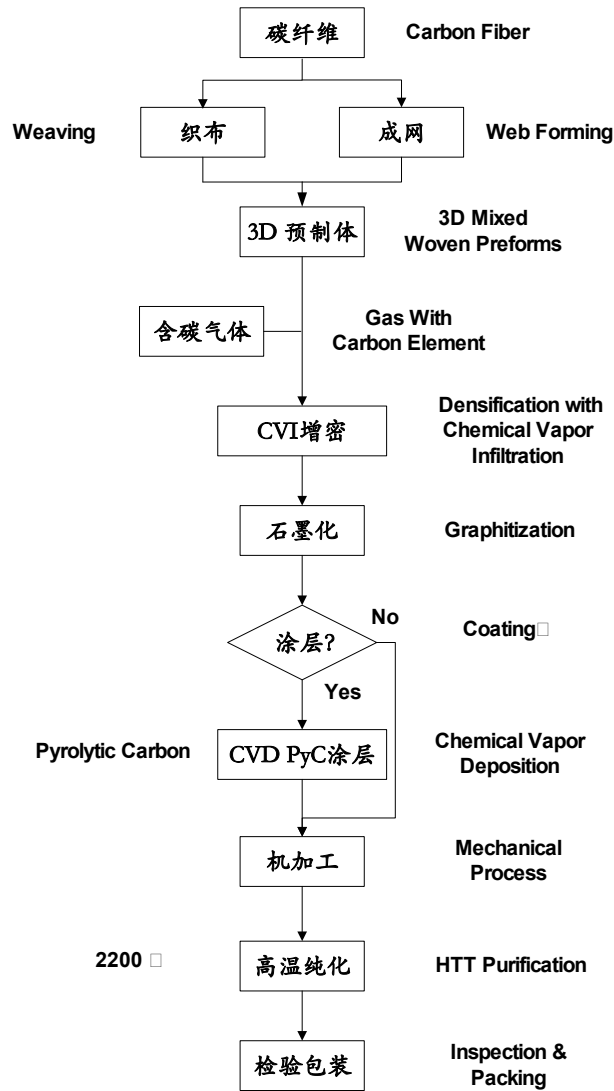 碳纤维
Carbon Fiber
Weaving
织布
成网
Web Forming
3D 预制体
3D Mixed
Woven Preforms
含碳气体
Gas With
Carbon Element
CVI增密
Densification with
Chemical Vapor
Infiltration
石墨化
Graphitization
涂层?
No
Coating□
Yes
Pyrolytic Carbon
CVD PyC涂层
Chemical Vapor
Deposition
机加工
Mechanical
Process
2200 □
高温纯化
HTT Purification
检验包装
Inspection &
Packing